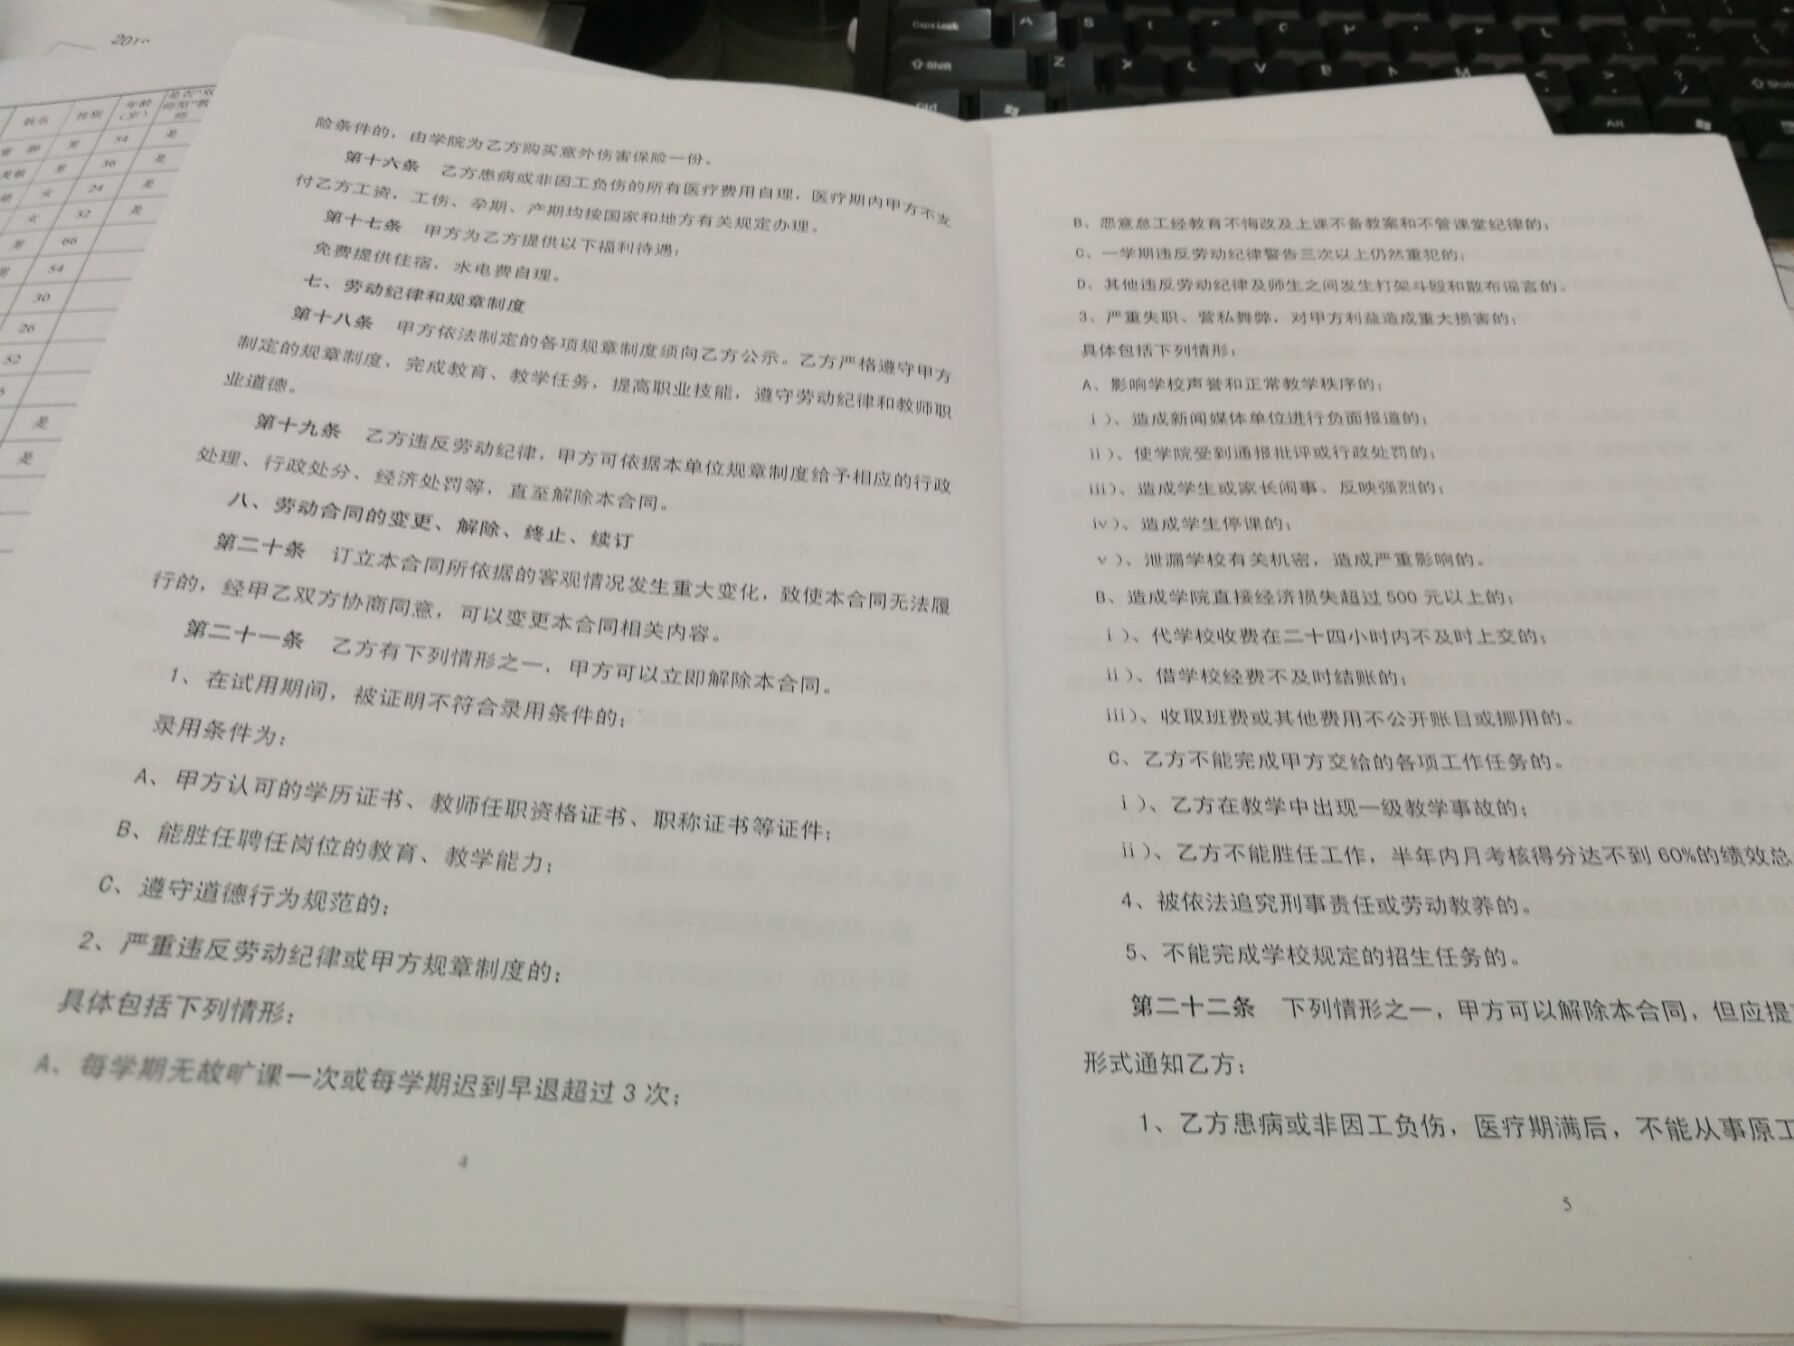 姓名 性别 年龄（岁） 是否"双师型"教师
男 54 是
男 36 是
女 24 是
女 32 是
男 66
男 54
30
26
52
是
是
险条件的，由学院为乙方购买意外伤害保险一份。
第十六条 乙方患病或非因工负伤的所有医疗费用自理，医疗期内甲方不支
付乙方工资，工伤、孕期、产期均按国家和地方有关规定办理。
第十七条 甲方为乙方提供以下福利待遇：
免费提供住宿，水电费自理。
七、劳动纪律和规章制度
第十八条 甲方依法制定的各项规章制度须向乙方公示。乙方严格遵守甲方
制定的规章制度，完成教育、教学任务，提高职业技能，遵守劳动纪律和教师职
业道德。
第十九条 乙方违反劳动纪律，甲方可依据本单位规章制度给予相应的行政
处理、行政处分、经济处罚等，直至解除本合同。
八、劳动合同的变更、解除、终止、续订
第二十条 订立本合同所依据的客观情况发生重大变化，致使本合同无法履
行的，经甲乙双方协商同意，可以变更本合同相关内容。
第二十一条 乙方有下列情形之一，甲方可以立即解除本合同。
1、在试用期间，被证明不符合录用条件的；
录用条件为：
A、甲方认可的学历证书、教师任职资格证书、职称证书等证件；
B、能胜任聘任岗位的教育、教学能力；
C、遵守道德行为规范的；
2、严重违反劳动纪律或甲方规章制度的；
具体包括下列情形：
A、每学期无故旷课一次或每学期迟到早退超过 3 次；
4
B、恶意怠工经教育不悔改及上课不备教案和不管课堂纪律的；
C、一学期违反劳动纪律警告三次以上仍然重犯的；
D、其他违反劳动纪律及师生之间发生打架斗殴和散布谣言的。
3、严重失职、营私舞弊，对甲方利益造成重大损害的；
具体包括下列情形：
A、影响学校声誉和正常教学秩序的；
i）、造成新闻媒体单位进行负面报道的；
ii）、使学院受到通报批评或行政处罚的；
iii）、造成学生或家长闹事、反映强烈的；
iv）、造成学生停课的；
v）、泄漏学校有关机密，造成严重影响的。
B、造成学院直接经济损失超过 500 元以上的；
i）、代学校收费在二十四小时内不及时上交的；
ii）、借学校经费不及时结账的；
iii）、收取班费或其他费用不公开账目或挪用的。
C、乙方不能完成甲方交给的各项工作任务的。
i）、乙方在教学中出现一级教学事故的；
ii）、乙方不能胜任工作，半年内月考核得分达不到 60%的绩效总
4、被依法追究刑事责任或劳动教养的。
5、不能完成学校规定的招生任务的。
第二十二条 下列情形之一，甲方可以解除本合同，但应提
形式通知乙方：
1、乙方患病或非因工负伤，医疗期满后，不能从事原工
5
Caps Lock A S
Shift Z X C V B N M
Ctrl
Alt
Shift